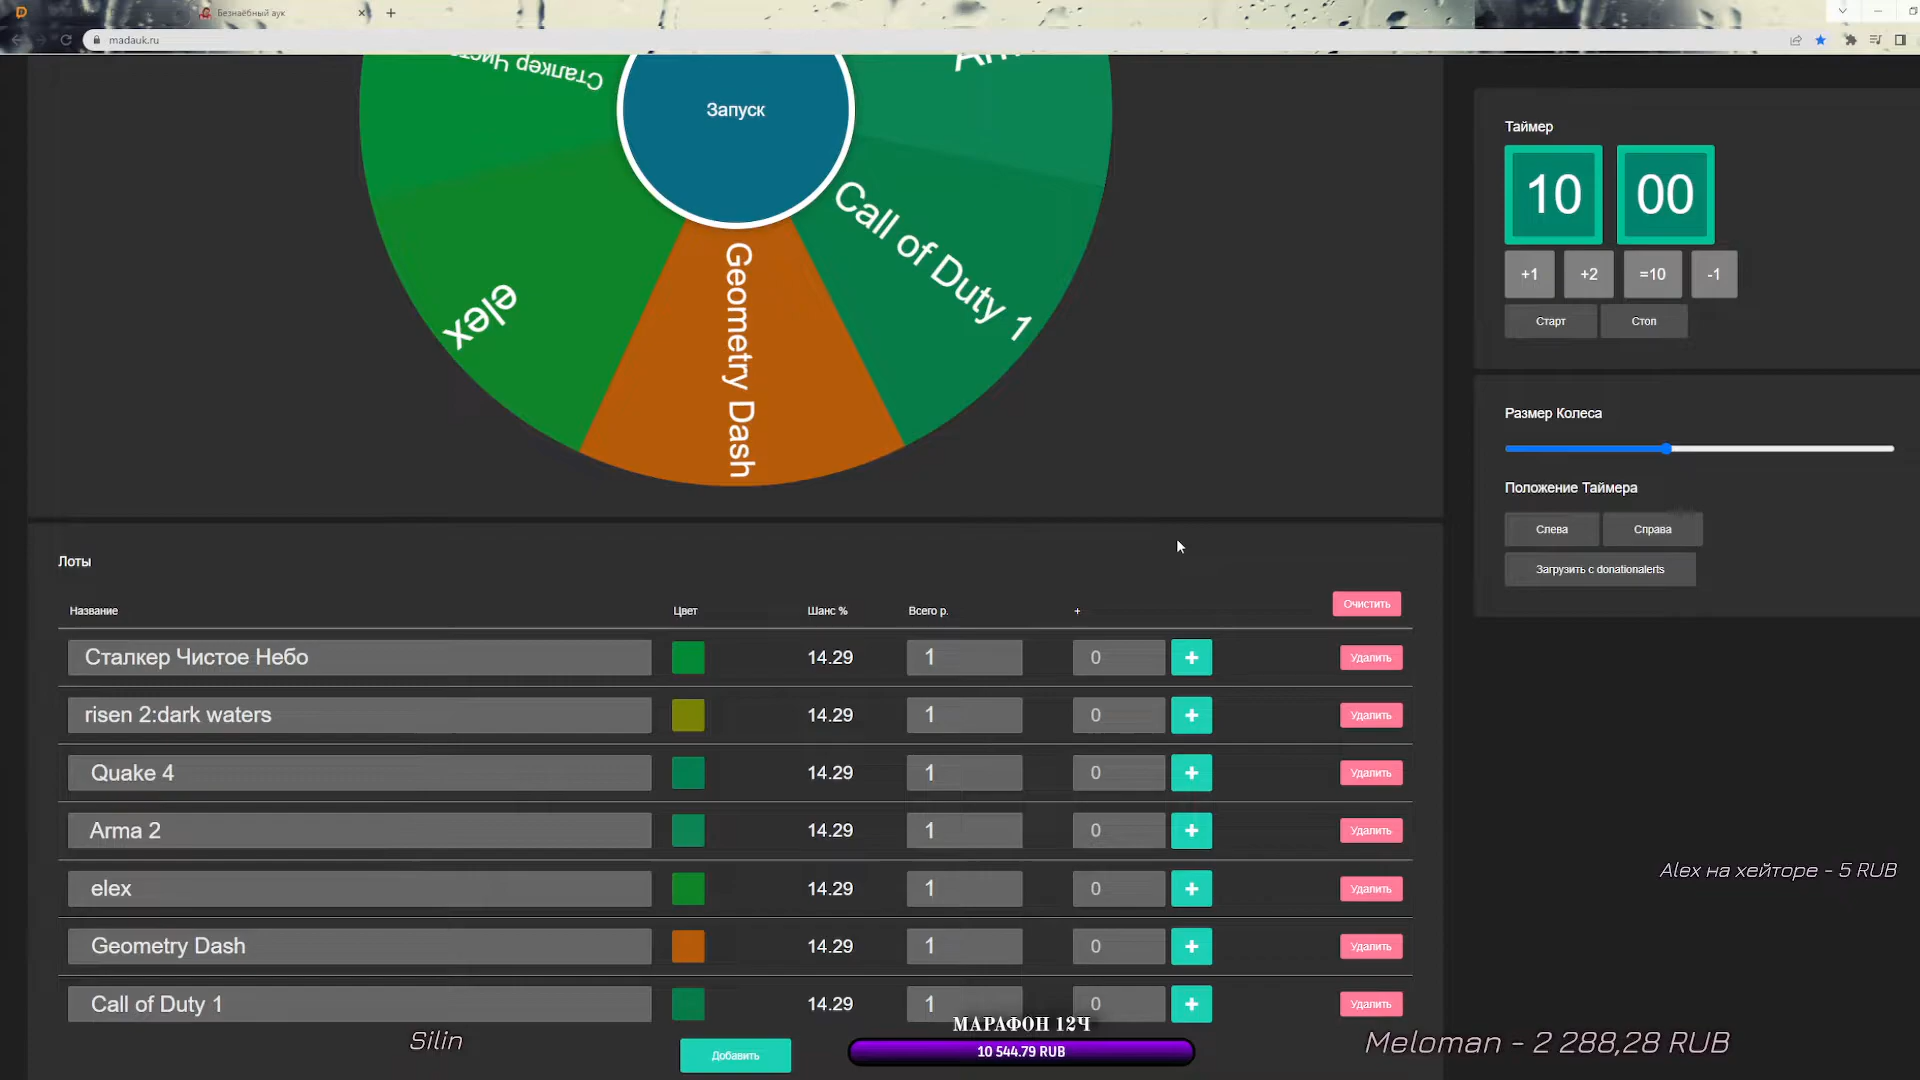 Безнаёбный аук
madauk.ru
Сталкер Чисто
Запуск
Call of Duty 1
Geometry Dash
elex
Таймер
10 00
+1 +2 =10 -1
Старт Стоп
Размер Колеса
Положение Таймера
Слева Справа
Загрузить с donationalerts
Лоты
Название Цвет Шанс % Всего р. + Очистить
Сталкер Чистое Небо 14.29 1 0 + Удалить
risen 2:dark waters 14.29 1 0 + Удалить
Quake 4 14.29 1 0 + Удалить
Arma 2 14.29 1 0 + Удалить
elex 14.29 1 0 + Удалить
Geometry Dash 14.29 1 0 + Удалить
Call of Duty 1 14.29 1 0 + Удалить
Добавить
Alex на хейторе - 5 RUB
Silin
МАРАФОН 12Ч
10 544.79 RUB
Meloman - 2 288,28 RUB